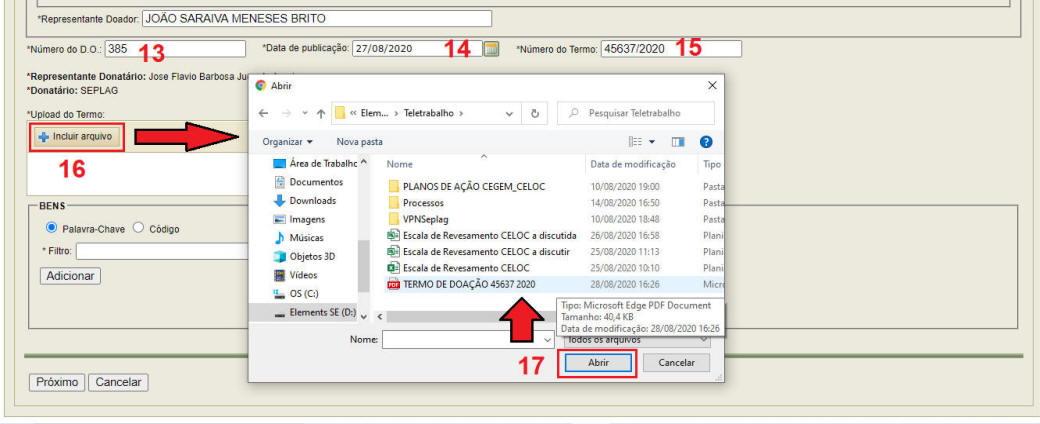 *Representante Doador: JOÃO SARAIVA MENESES BRITO
*Número do D.O.: 385 13 *Data de publicação: 27/08/2020 14 *Número do Termo: 45637/2020 15
*Representante Donatário: Jose Flavio Barbosa
*Donatário: SEPLAG
*Upload do Termo:
Incluir arquivo
16
BENS
Palavra-Chave Código
* Filtro:
Adicionar
Próximo Cancelar
Abrir
« Elem... > Teletrabalho > Pesquisar Teletrabalho
Organizar Nova pasta
Área de Trabalho
Documentos
Downloads
Imagens
Músicas
Objetos 3D
Vídeos
OS (C:)
Elements SE (D:)
Nome Data de modificação Tipo
PLANOS DE AÇÃO CEGEM_CELOC 10/08/2020 19:00 Pasta
Processos 14/08/2020 16:50 Pasta
VPNSeplag 10/08/2020 18:48 Pasta
Escala de Revesamento CELOC a discutida 26/08/2020 16:58 Plani
Escala de Revesamento CELOC a discutir 25/08/2020 11:13 Plani
Escala de Revesamento CELOC 25/08/2020 10:10 Plani
TERMO DE DOAÇÃO 45637 2020 28/08/2020 16:26 Micro
Tipo: Microsoft Edge PDF Document
Tamanho: 40,4 KB
Data de modificação: 28/08/2020 16:26
Nome: Todos os arquivos
17 Abrir Cancelar